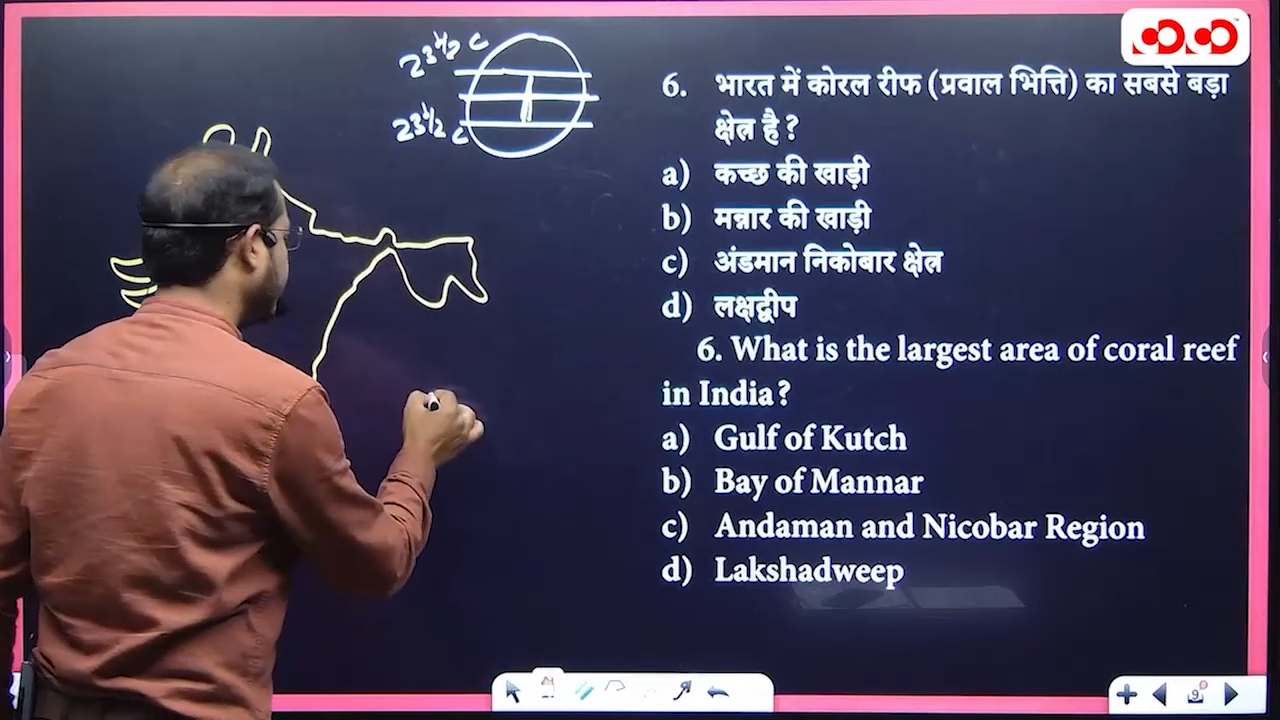 23½ c
23½ c
6. भारत में कोरल रीफ (प्रवाल भित्ति) का सबसे बड़ा
क्षेत्र है?
a) कच्छ की खाड़ी
b) मन्नार की खाड़ी
c) अंडमान निकोबार क्षेत्र
d) लक्षद्वीप
6. What is the largest area of coral reef
in India?
a) Gulf of Kutch
b) Bay of Mannar
c) Andaman and Nicobar Region
d) Lakshadweep
9